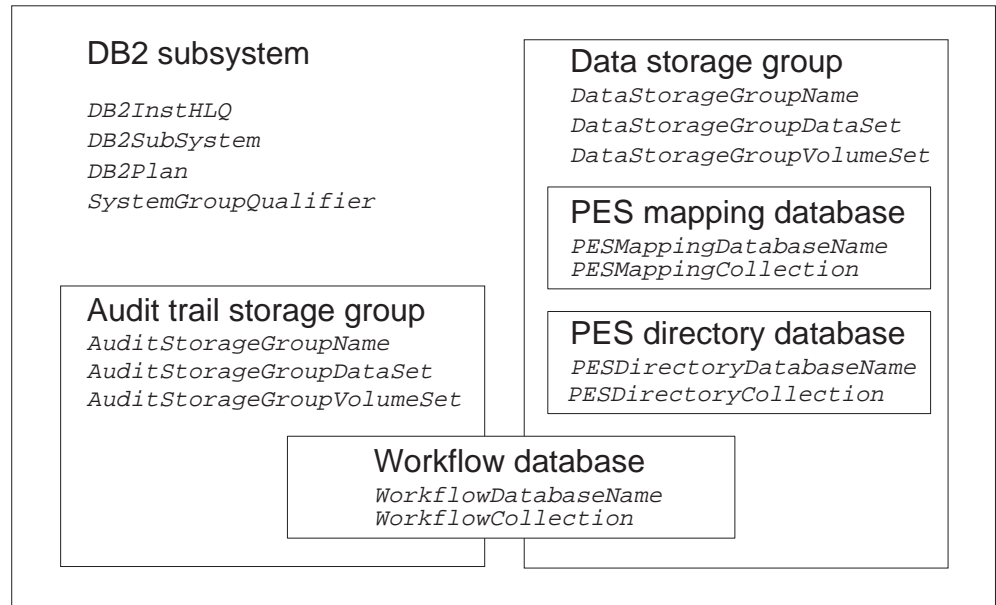 DB2 subsystem
DB2InstHLQ
DB2SubSystem
DB2Plan
SystemGroupQualifier
Data storage group
DataStorageGroupName
DataStorageGroupDataSet
DataStorageGroupVolumeSet
PES mapping database
PESMappingDatabaseName
PESMappingCollection
Audit trail storage group
AuditStorageGroupName
AuditStorageGroupDataSet
AuditStorageGroupVolumeSet
PES directory database
PESDirectoryDatabaseName
PESDirectoryCollection
Workflow database
WorkflowDatabaseName
WorkflowCollection